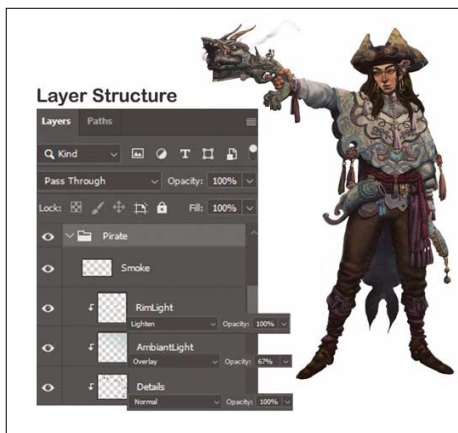 Layer Structure
Layers Paths
Kind
Pass Through Opacity: 100%
Lock: Fill: 100%
Pirate
Smoke
RimLight
Lighten Opacity: 100%
AmbiantLight
Overlay Opacity: 67%
Details
Normal Opacity: 100%